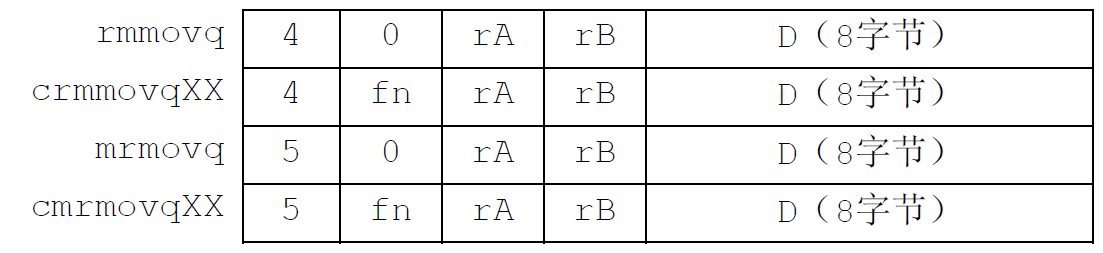 rmmovq 4 0 rA rB D（8字节）
crmmovqXX 4 fn rA rB D（8字节）
mrmovq 5 0 rA rB D（8字节）
cmrmovqXX 5 fn rA rB D（8字节）